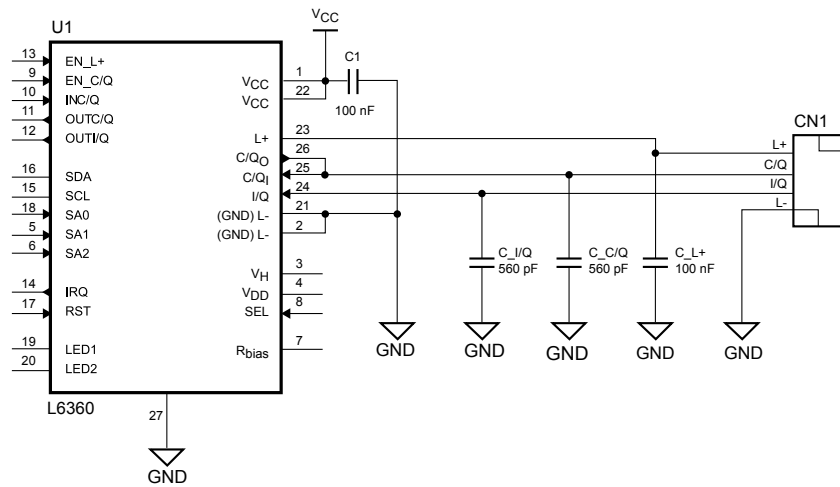 U1
VCC
13 EN_L+
9 EN_C/Q
10 INC/Q
11 OUTC/Q
12 OUTI/Q
16 SDA
15 SCL
18 SA0
5 SA1
6 SA2
14 IRQ
17 RST
19 LED1
20 LED2
VCC 1
VCC 22
L+ 23
C/QO 26
C/QI 25
I/Q 24
(GND) L- 21
(GND) L- 2
VH 3
VDD 4
SEL 8
Rbias 7
L6360
27
GND
C1
100 nF
GND
C_I/Q
560 pF
GND
C_C/Q
560 pF
GND
C_L+
100 nF
GND
GND
CN1
L+
C/Q
I/Q
L-